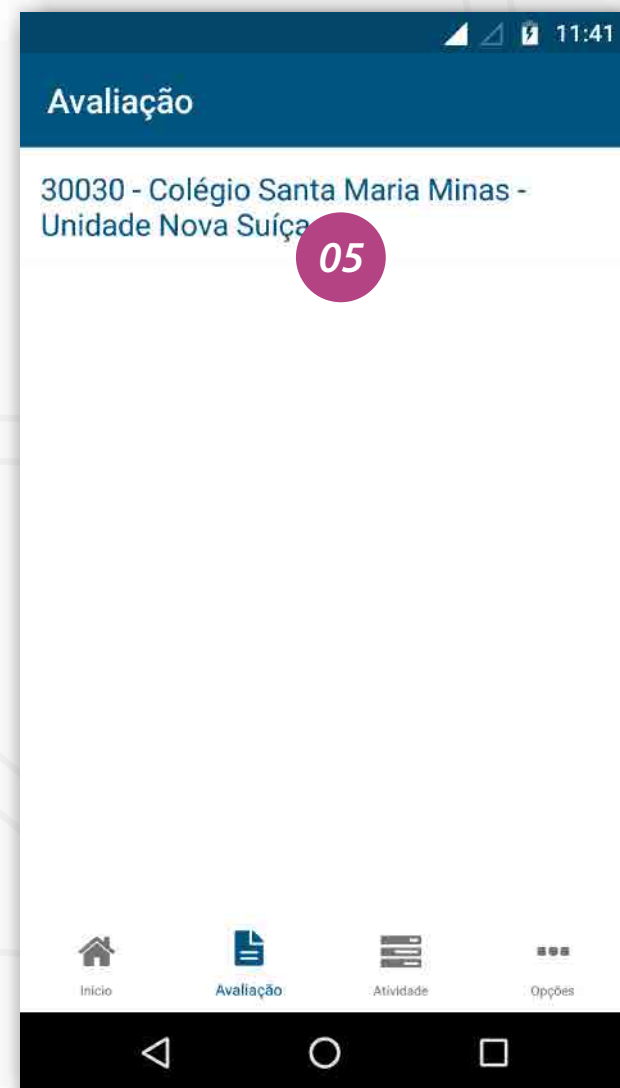 11:41
Avaliação
30030 - Colégio Santa Maria Minas -
Unidade Nova Suíça
05
Início Avaliação Atividade Opções